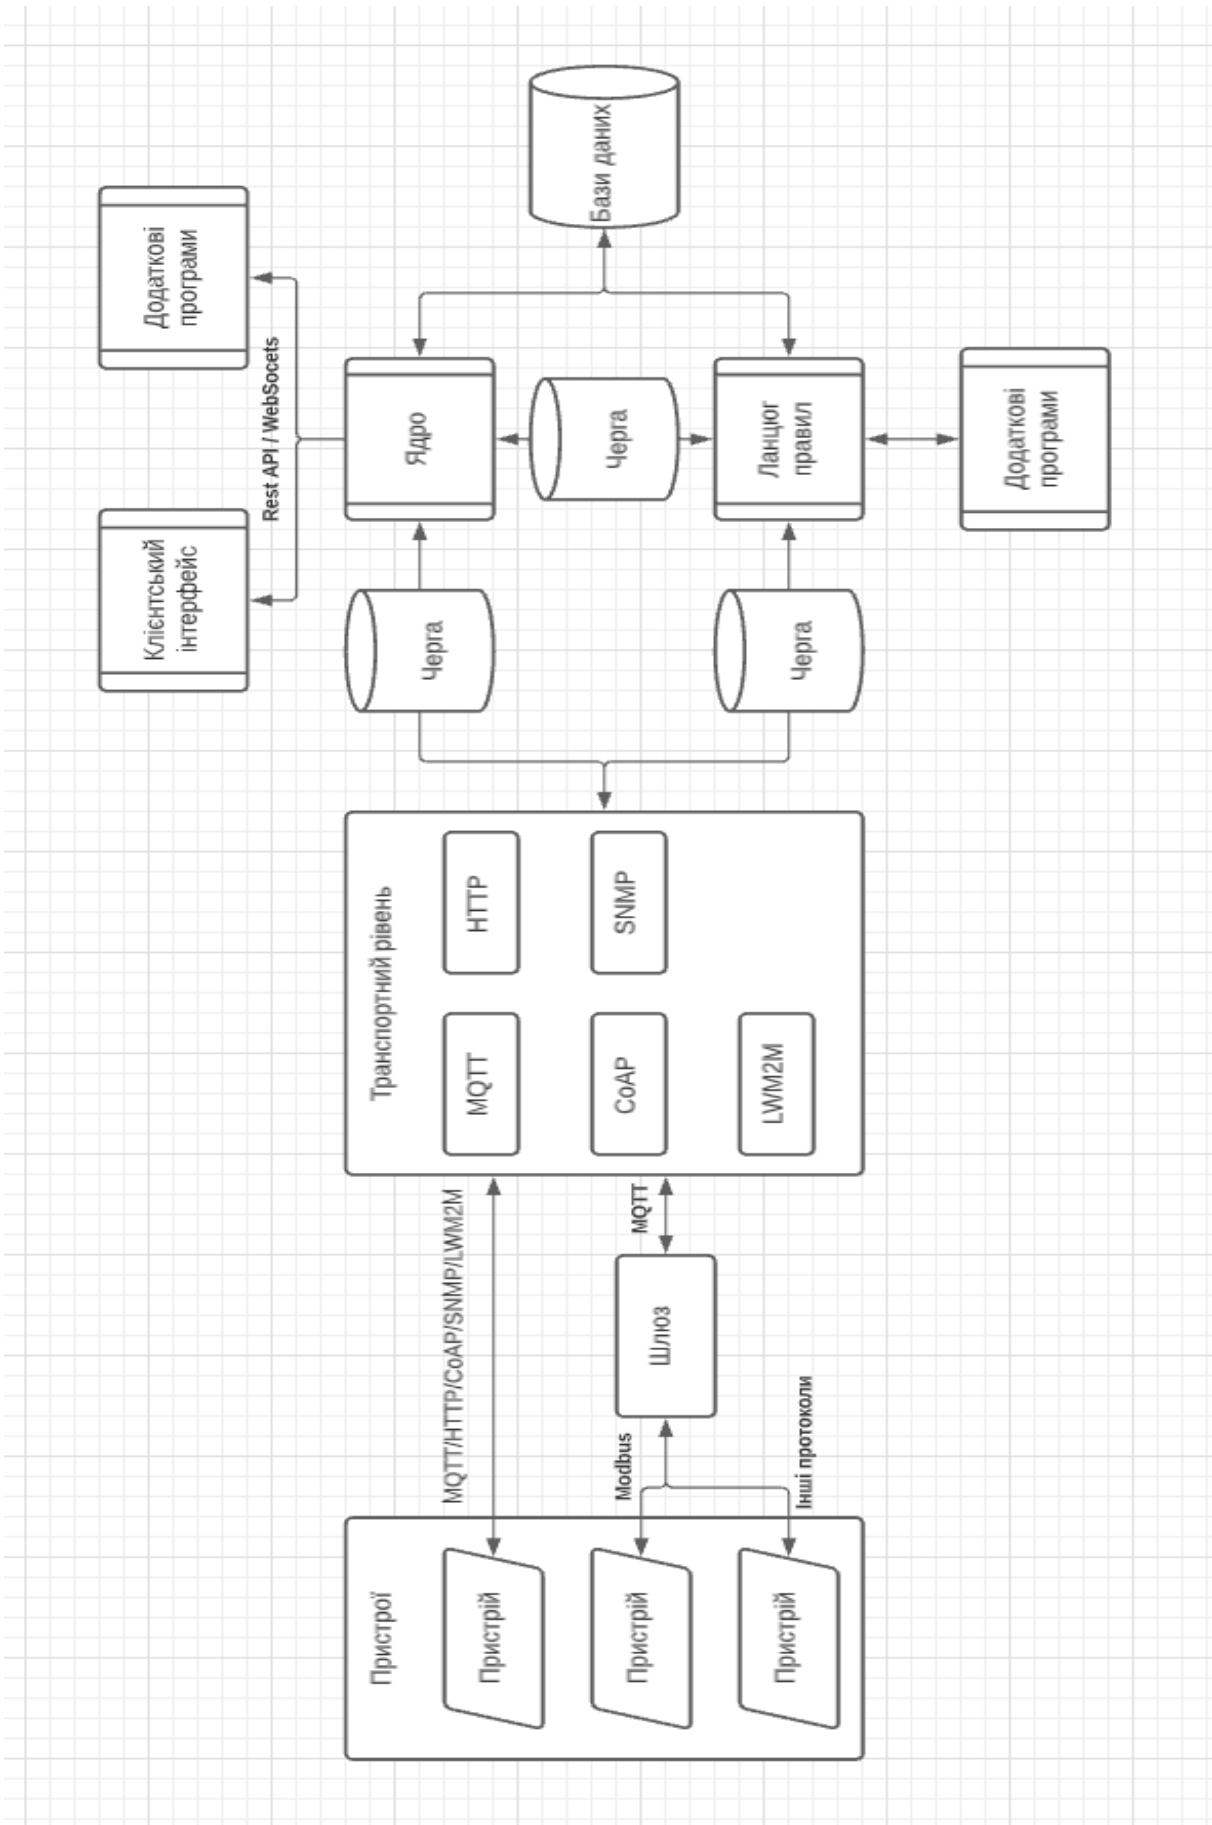 Клієнтський
інтерфейс
Додаткові
програми
Rest API / WebSocets
Пристрої
Пристрій
Пристрій
Пристрій
MQTT/HTTP/CoAP/SNMP/LWM2M
Modbus
Інші протоколи
Шлюз
MQTT
Транспортний рівень
MQTT
HTTP
CoAP
SNMP
LWM2M
Черга
Черга
Ядро
Черга
Ланцюг
правил
Бази даних
Додаткові
програми